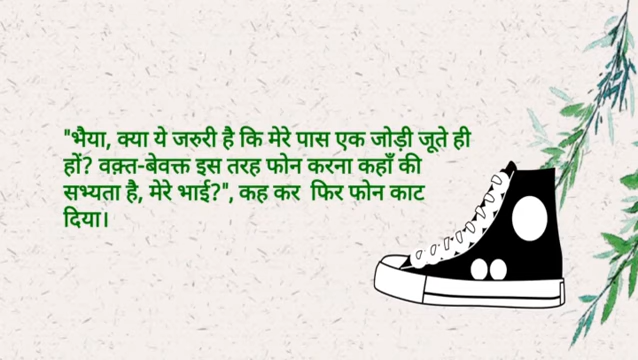 "भैया, क्या ये जरुरी है कि मेरे पास एक जोड़ी जूते ही
हों? वक़्त-बेवक्त इस तरह फोन करना कहाँ की
सभ्यता है, मेरे भाई?", कह कर फिर फोन काट
दिया।